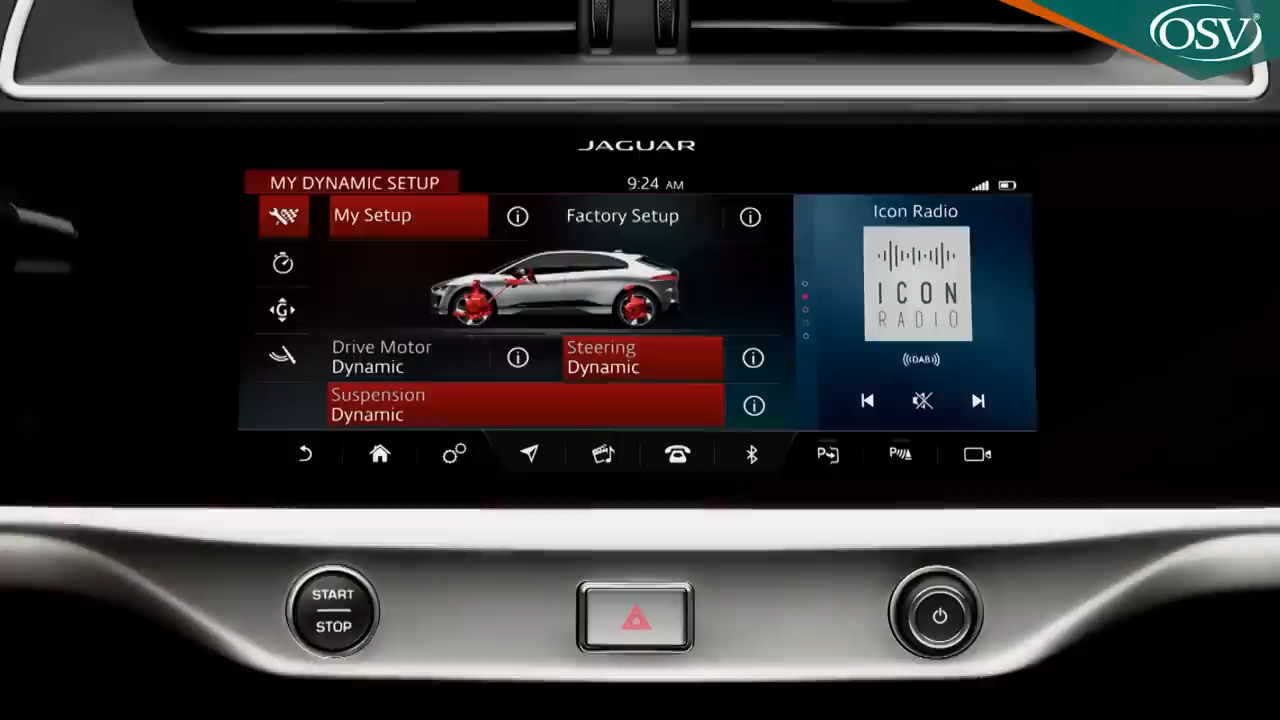 OSV
JAGUAR
MY DYNAMIC SETUP
9:24 AM
My Setup
Factory Setup
Icon Radio
ICON
RADIO
G
Drive Motor
Dynamic
Steering
Dynamic
(((DAB)))
Suspension
Dynamic
P
P
START
STOP